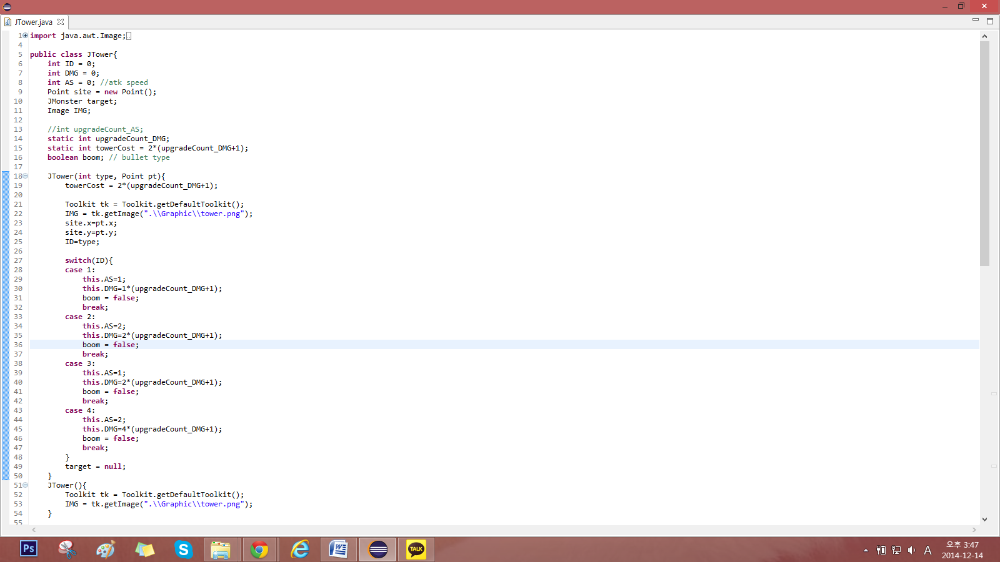 JTower.java
1 import java.awt.Image;
4
5 public class JTower{
6     int ID = 0;
7     int DMG = 0;
8     int AS = 0; //atk speed
9     Point site = new Point();
10     JMonster target;
11     Image IMG;
12
13     //int upgradeCount_AS;
14     static int upgradeCount_DMG;
15     static int towerCost = 2*(upgradeCount_DMG+1);
16     boolean boom; // bullet type
17
18     JTower(int type, Point pt){
19         towerCost = 2*(upgradeCount_DMG+1);
20
21         Toolkit tk = Toolkit.getDefaultToolkit();
22         IMG = tk.getImage(".\\Graphic\\tower.png");
23         site.x=pt.x;
24         site.y=pt.y;
25         ID=type;
26
27         switch(ID){
28         case 1:
29             this.AS=1;
30             this.DMG=1*(upgradeCount_DMG+1);
31             boom = false;
32             break;
33         case 2:
34             this.AS=2;
35             this.DMG=2*(upgradeCount_DMG+1);
36             boom = false;
37             break;
38         case 3:
39             this.AS=1;
40             this.DMG=2*(upgradeCount_DMG+1);
41             boom = false;
42             break;
43         case 4:
44             this.AS=2;
45             this.DMG=4*(upgradeCount_DMG+1);
46             boom = false;
47             break;
48         }
49         target = null;
50     }
51     JTower(){
52         Toolkit tk = Toolkit.getDefaultToolkit();
53         IMG = tk.getImage(".\\Graphic\\tower.png");
54     }
55
Ps
TALK
A
오후 3:47
2014-12-14